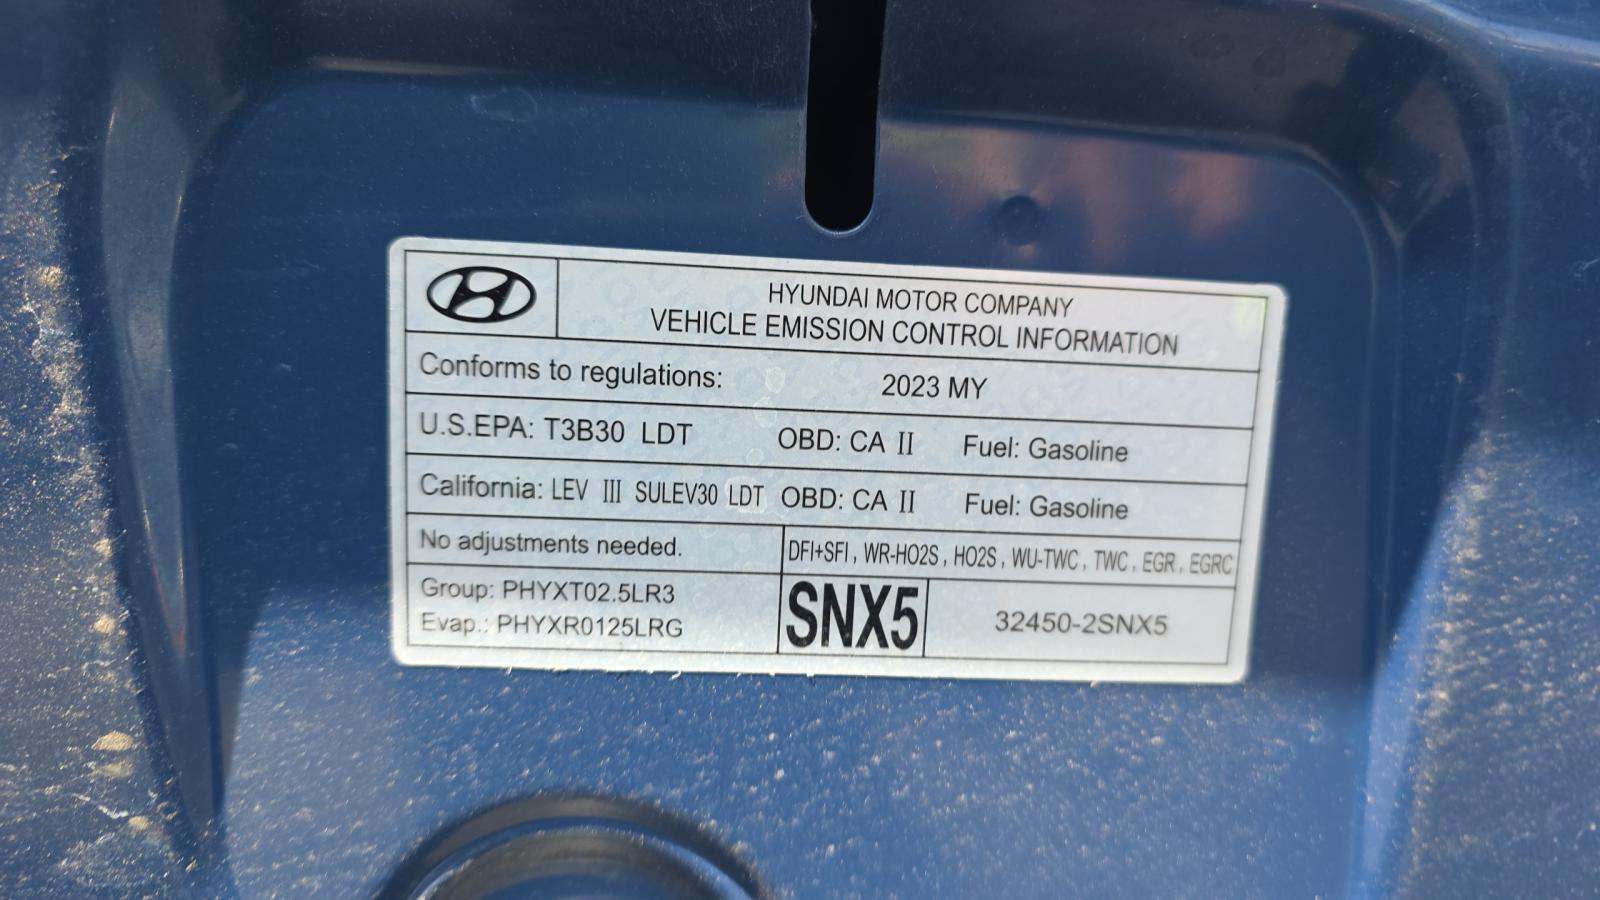 HYUNDAI MOTOR COMPANY
VEHICLE EMISSION CONTROL INFORMATION
Conforms to regulations: 2023 MY
U.S.EPA: T3B30 LDT OBD: CA II Fuel: Gasoline
California: LEV III SULEV30 LDT OBD: CA II Fuel: Gasoline
No adjustments needed. DFI+SFI, WR-HO2S, HO2S, WU-TWC, TWC, EGR, EGRC
Group: PHYXT02.5LR3
Evap.: PHYXR0125LRG
SNX5 32450-2SNX5